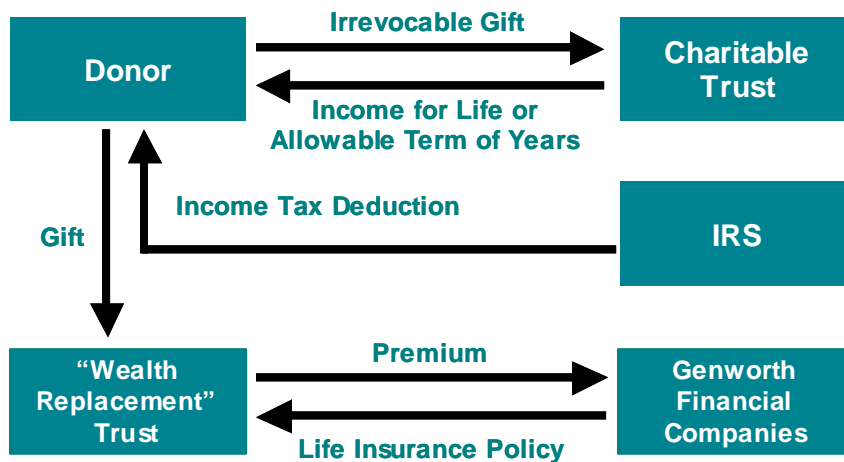 Irrevocable Gift
Donor
Charitable
Trust
Income for Life or
Allowable Term of Years
Income Tax Deduction
IRS
Gift
“Wealth
Replacement”
Trust
Premium
Genworth
Financial
Companies
Life Insurance Policy